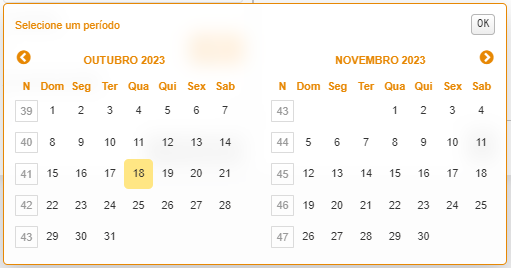 Selecione um período OK
OUTUBRO 2023
N Dom Seg Ter Qua Qui Sex Sab
39 1 2 3 4 5 6 7
40 8 9 10 11 12 13 14
41 15 16 17 18 19 20 21
42 22 23 24 25 26 27 28
43 29 30 31
NOVEMBRO 2023
N Dom Seg Ter Qua Qui Sex Sab
43 1 2 3 4
44 5 6 7 8 9 10 11
45 12 13 14 15 16 17 18
46 19 20 21 22 23 24 25
47 26 27 28 29 30